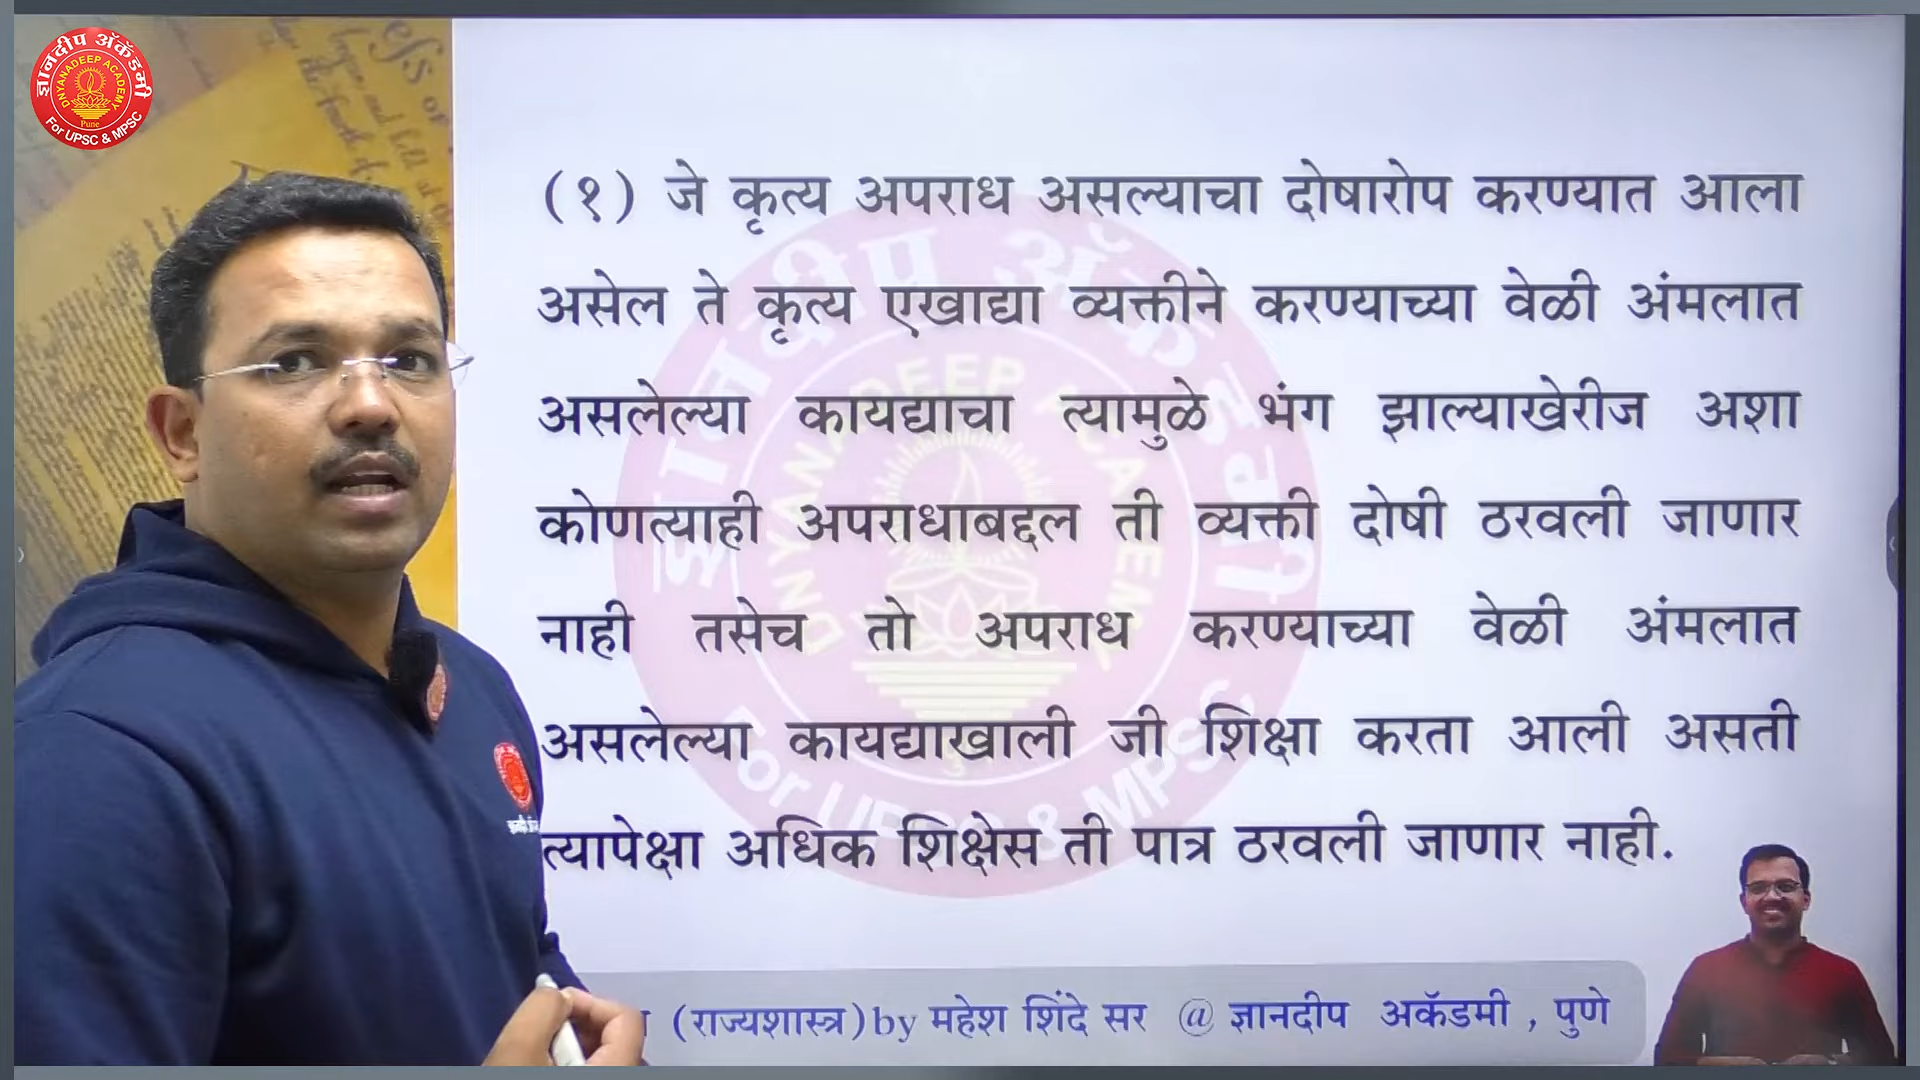 ज्ञानदीप अ‍ॅकॅडमी
DNYANADEEP ACADEMY
Pune
For UPSC & MPSC
(१) जे कृत्य अपराध असल्याचा दोषारोप करण्यात आला
असेल ते कृत्य एखाद्या व्यक्तीने करण्याच्या वेळी अंमलात
असलेल्या कायद्याचा त्यामुळे भंग झाल्याखेरीज अशा
कोणत्याही अपराधाबद्दल ती व्यक्ती दोषी ठरवली जाणार
नाही तसेच तो अपराध करण्याच्या वेळी अंमलात
असलेल्या कायद्याखाली जी शिक्षा करता आली असती
त्यापेक्षा अधिक शिक्षेस ती पात्र ठरवली जाणार नाही.
(राज्यशास्त्र) by महेश शिंदे सर @ ज्ञानदीप अकॅडमी , पुणे